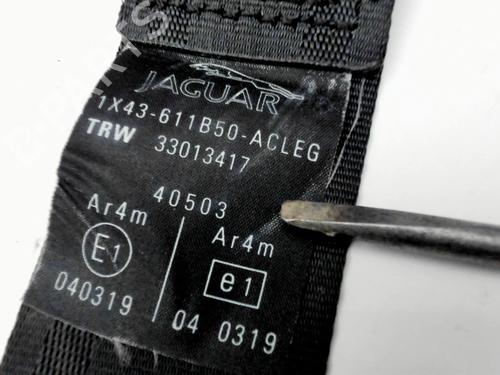 JAGUAR
1X43-611B50-ACLEG
TRW 33013417
40503
Ar4m
E1
040319
Ar4m
e1
04 0319